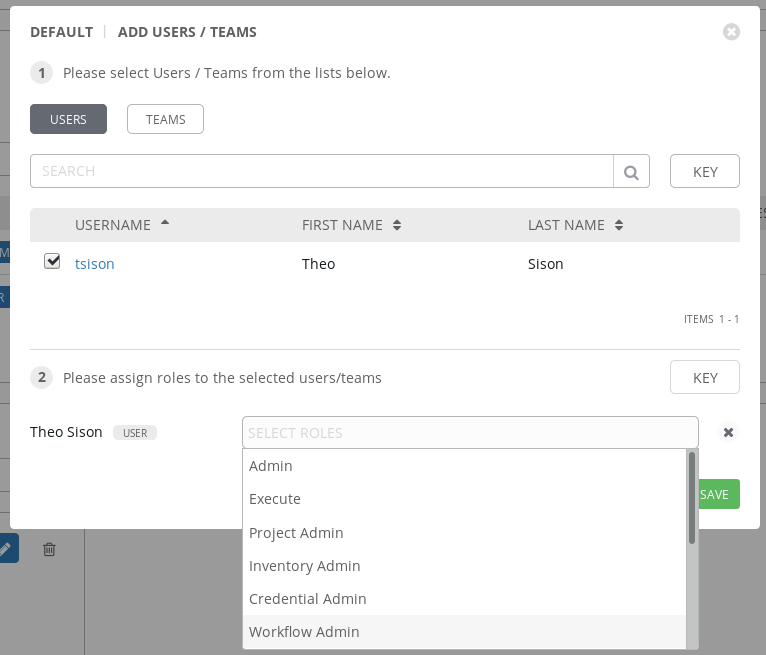 DEFAULT | ADD USERS / TEAMS
1 Please select Users / Teams from the lists below.
USERS TEAMS
SEARCH KEY
USERNAME FIRST NAME LAST NAME
tsison Theo Sison
ITEMS 1 - 1
2 Please assign roles to the selected users/teams KEY
Theo Sison USER SELECT ROLES
Admin
SAVE
Execute
Project Admin
Inventory Admin
Credential Admin
Workflow Admin